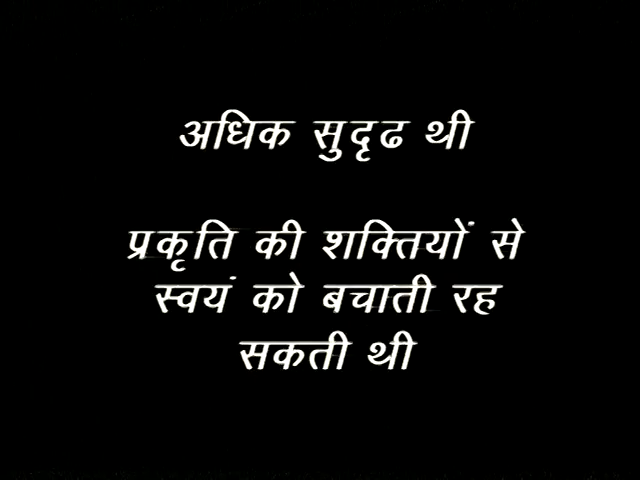 अधिक सुदृढ थी
प्रकृति की शक्तियों से
स्वयं को बचाती रह
सकती थी